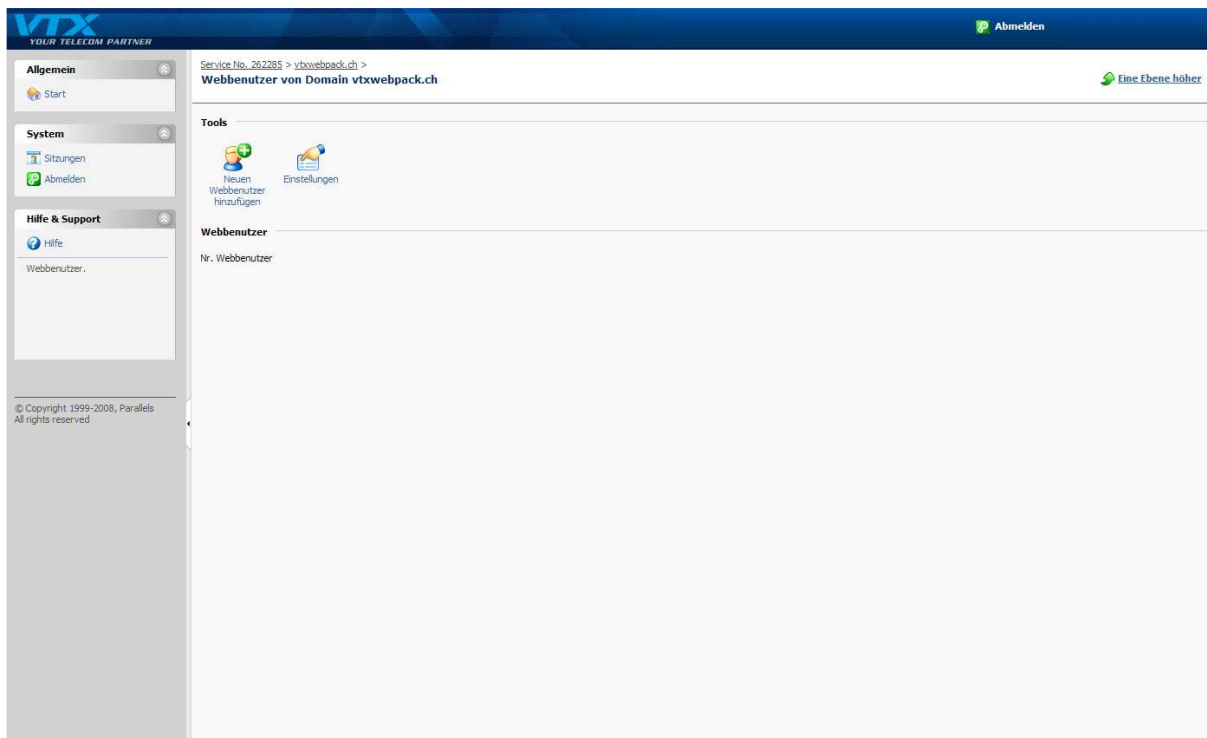 VTX
YOUR TELECOM PARTNER
Abmelden
Allgemein
Start
System
Sitzungen
Abmelden
Hilfe & Support
Hilfe
Webbenutzer.
© Copyright 1999-2008, Parallels
All rights reserved
Service No. 262285 > vtxwebpack.ch >
Webbenutzer von Domain vtxwebpack.ch
Eine Ebene höher
Tools
Neuen
Webbenutzer
hinzufügen
Einstellungen
Webbenutzer
Nr. Webbenutzer